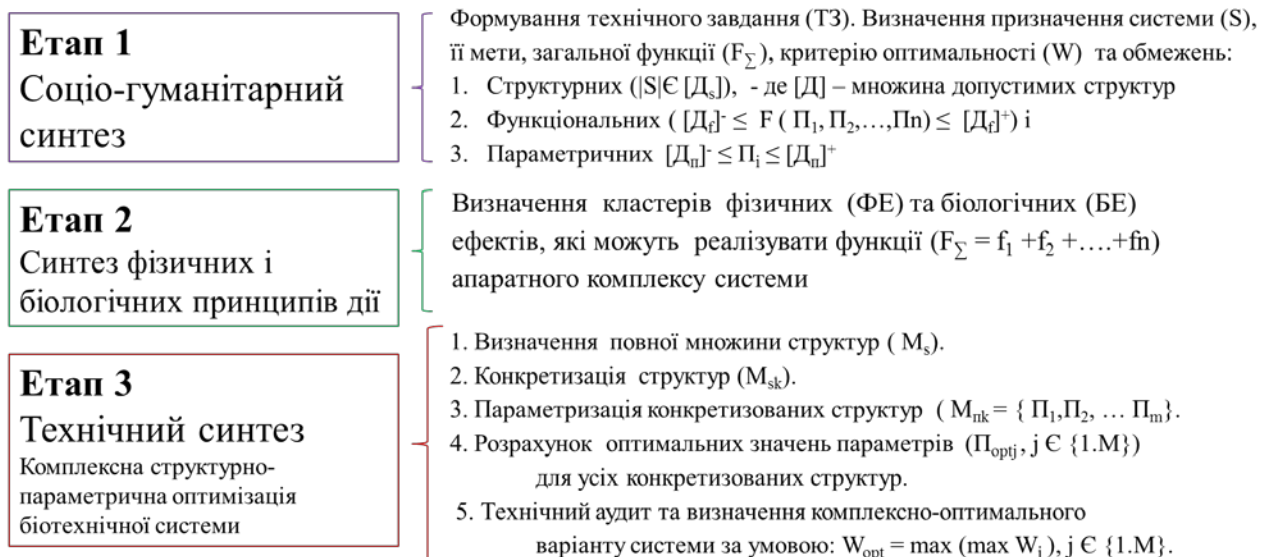 Етап 1
Соціо-гуманітарний
синтез
Формування технічного завдання (ТЗ). Визначення призначення системи (S),
її мети, загальної функції (F∑), критерію оптимальності (W) та обмежень:
1. Структурних (|S|Є [Дs]), - де [Д] – множина допустимих структур
2. Функціональних ( [Дf]⁻ ≤ F ( П₁, П₂,…,Пn) ≤ [Дf]⁺) і
3. Параметричних [Дп]⁻ ≤ Пi ≤ [Дп]⁺
Етап 2
Синтез фізичних і
біологічних принципів дії
Визначення кластерів фізичних (ФЕ) та біологічних (БЕ)
ефектів, які можуть реалізувати функції (F∑ = f₁ +f₂ +….+fn)
апаратного комплексу системи
Етап 3
Технічний синтез
Комплексна структурно-
параметрична оптимізація
біотехнічної системи
1. Визначення повної множини структур ( Ms).
2. Конкретизація структур (Msk).
3. Параметризація конкретизованих структур ( Mпk = { П₁,П₂, … Пm}.
4. Розрахунок оптимальних значень параметрів (Пoptj, j Є {1.M})
для усіх конкретизованих структур.
5. Технічний аудит та визначення комплексно-оптимального
варіанту системи за умовою: Wopt = max (max Wj ), j Є {1.M}.